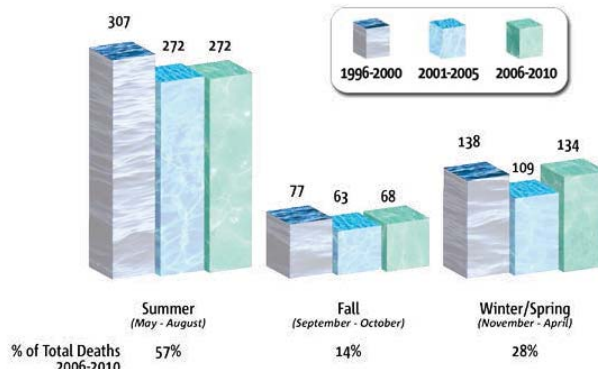 307
272
272
1996-2000
2001-2005
2006-2010
77
63
68
138
109
134
Summer
(May - August)
Fall
(September - October)
Winter/Spring
(November - April)
% of Total Deaths
2006-2010
57%
14%
28%